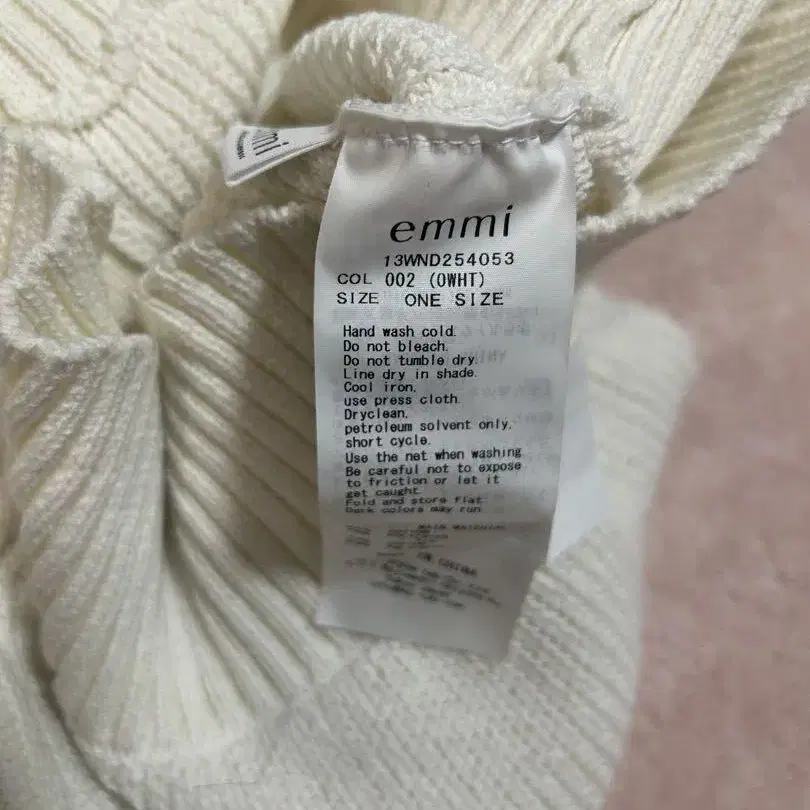 emmi
13WND254053
COL 002 (OWHT)
SIZE ONE SIZE
Hand wash cold.
Do not bleach.
Do not tumble dry.
Line dry in shade.
Cool iron.
use press cloth.
Dryclean.
petroleum solvent only.
short cycle.
Use the net when washing
Be careful not to expose
to friction or let it
get caught
Fold and store flat
Dark colors may run